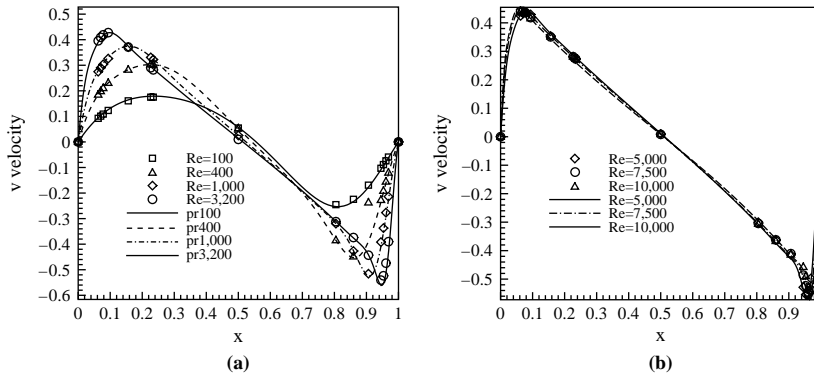 0.5
0.4
0.3
0.2
0.1
0
−0.1
−0.2
−0.3
−0.4
−0.5
−0.6
v velocity
Re=100
Re=400
Re=1,000
Re=3,200
pr100
pr400
pr1,000
pr3,200
0 0.1 0.2 0.3 0.4 0.5 0.6 0.7 0.8 0.9 1
x
(a)
0.4
0.3
0.2
0.1
0
−0.1
−0.2
−0.3
−0.4
−0.5
v velocity
Re=5,000
Re=7,500
Re=10,000
Re=5,000
Re=7,500
Re=10,000
0 0.1 0.2 0.3 0.4 0.5 0.6 0.7 0.8 0.9
x
(b)